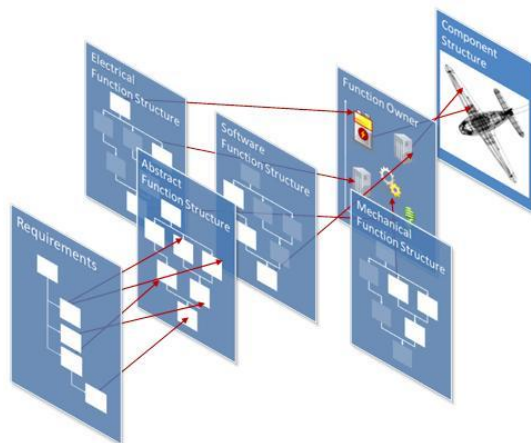 Component
Structure
Electrical
Function Structure
Function Owner
Software
Function Structure
Abstract
Function Structure
Mechanical
Function Structure
Requirements